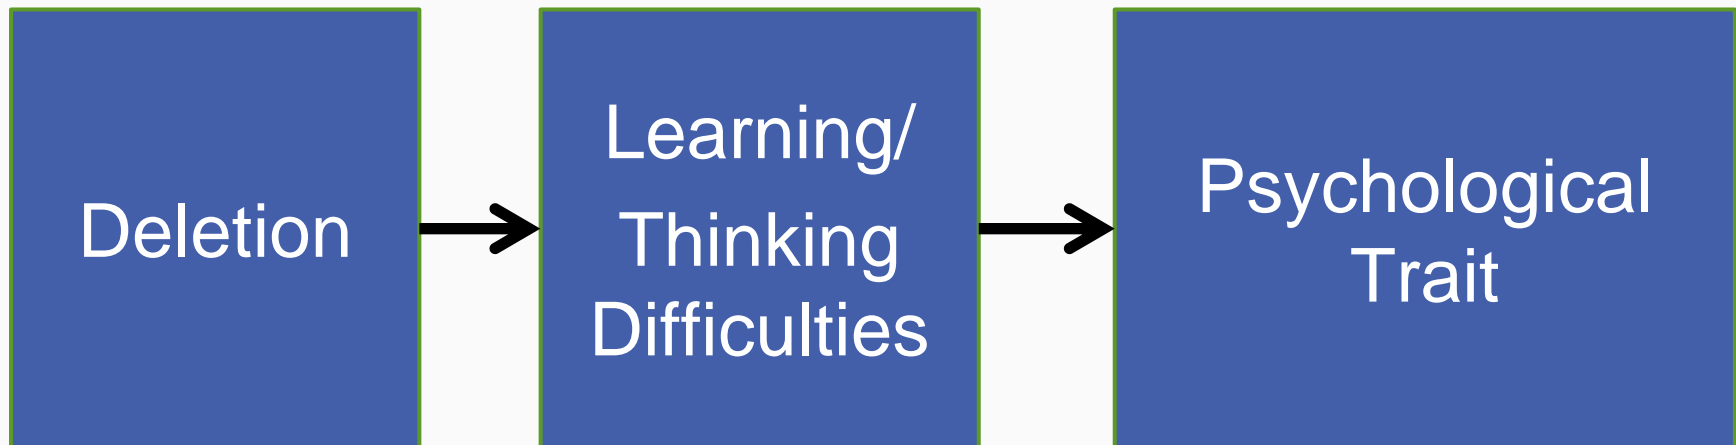 Deletion
Learning/
Thinking
Difficulties
Psychological
Trait